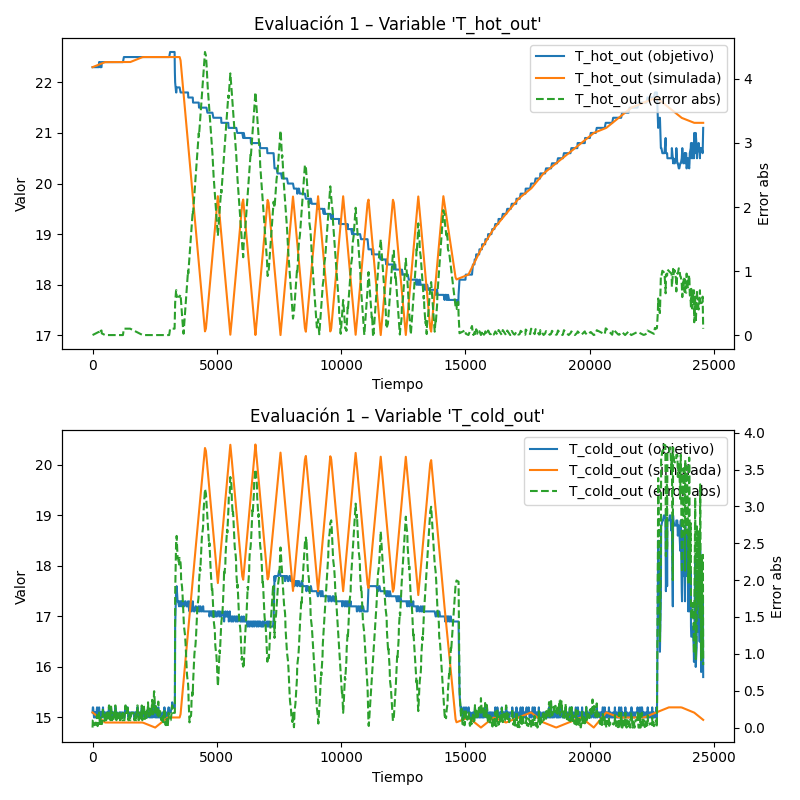 Evaluación 1 – Variable 'T_hot_out'
T_hot_out (objetivo)
T_hot_out (simulada)
T_hot_out (error abs)
Valor
22
21
20
19
18
17
4
3
2
1
0
Error abs
0
5000
10000
15000
20000
25000
Tiempo
Evaluación 1 – Variable 'T_cold_out'
T_cold_out (objetivo)
T_cold_out (simulada)
T_cold_out (error abs)
Valor
20
19
18
17
16
15
4.0
3.5
3.0
2.5
2.0
1.5
1.0
0.5
0.0
Error abs
0
5000
10000
15000
20000
25000
Tiempo